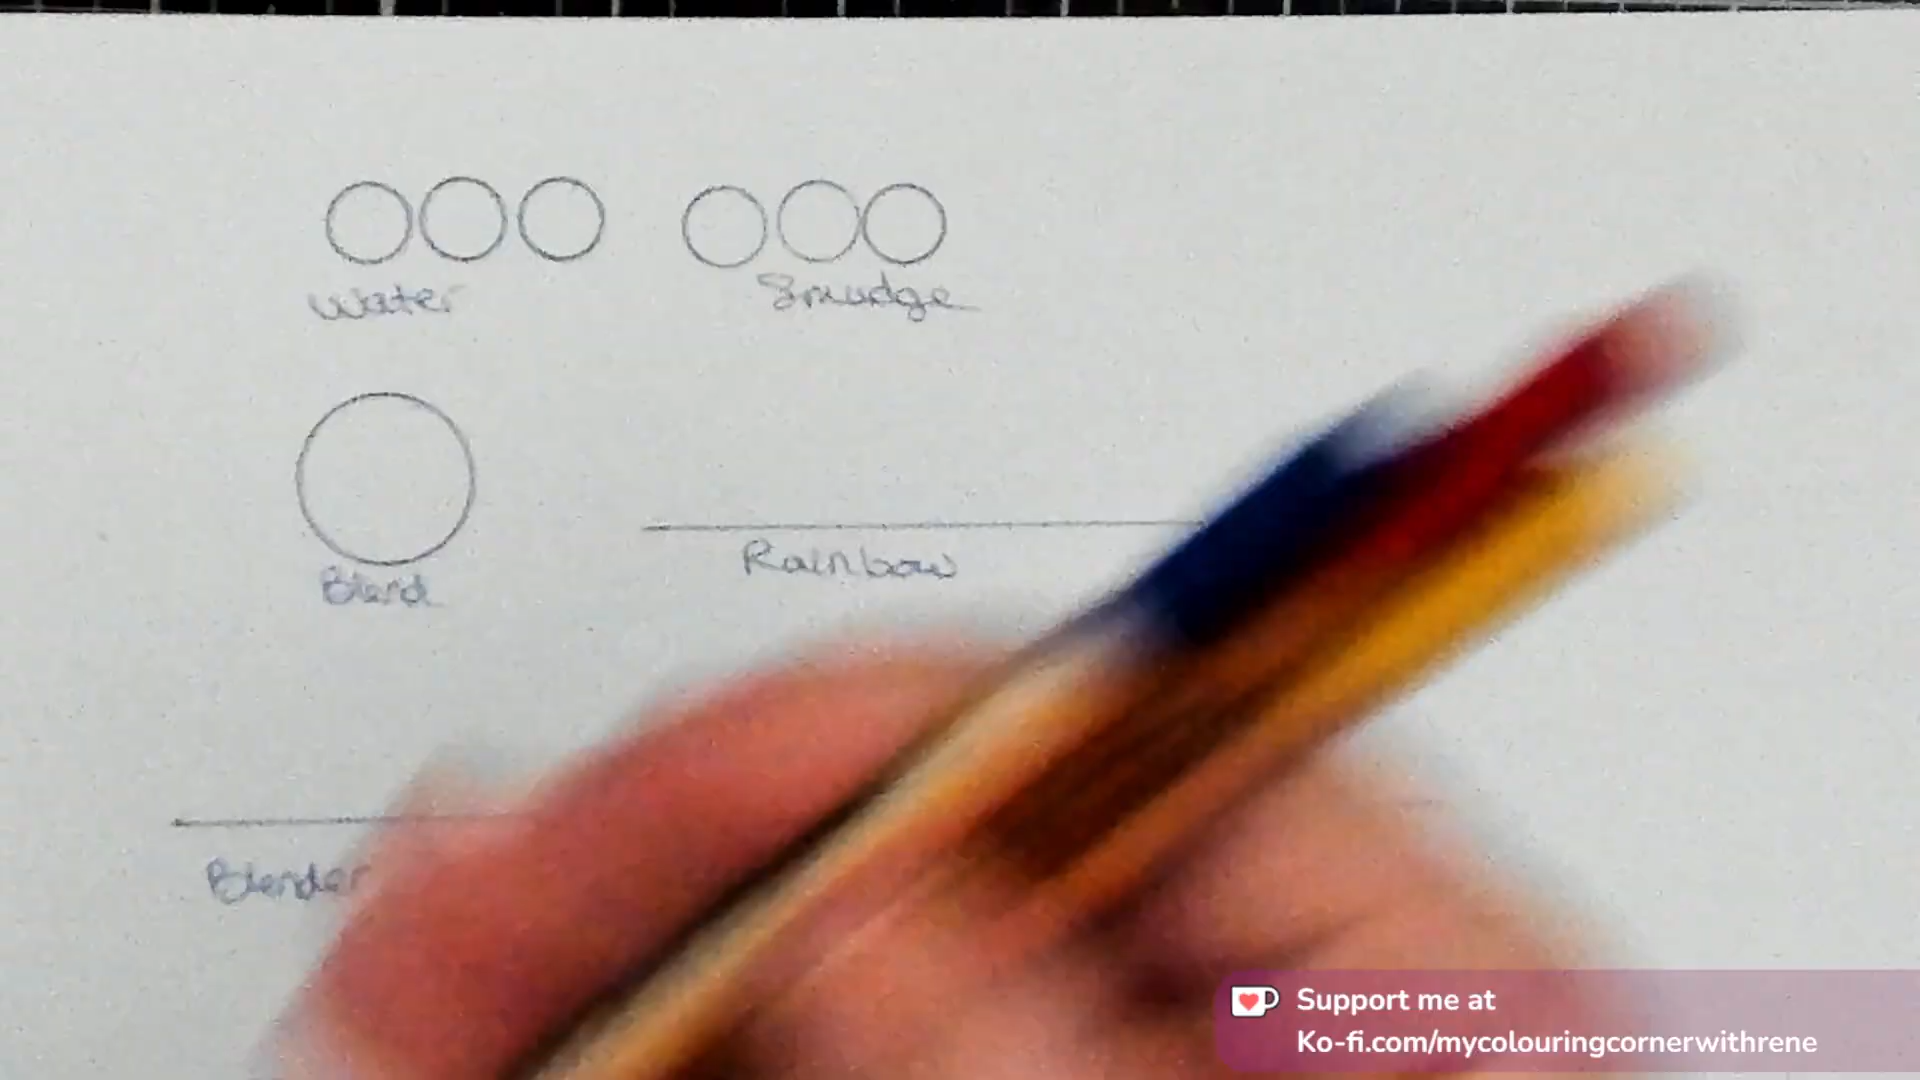 Water
Smudge
Blend
Rainbow
Blender
Support me at
Ko-fi.com/mycolouringcornerwithrene